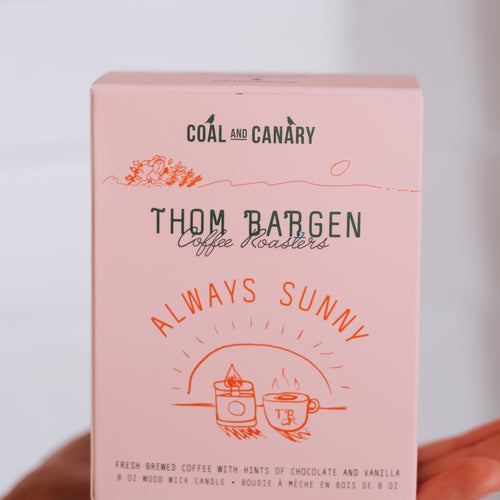 COAL AND CANARY
THOM BARGEN
Coffee Roasters
ALWAYS SUNNY
TB
FRESH BREWED COFFEE WITH HINTS OF CHOCOLATE AND VANILLA
8 OZ WOOD WICK CANDLE • BOUGIE À MÈCHE EN BOIS DE 8 OZ